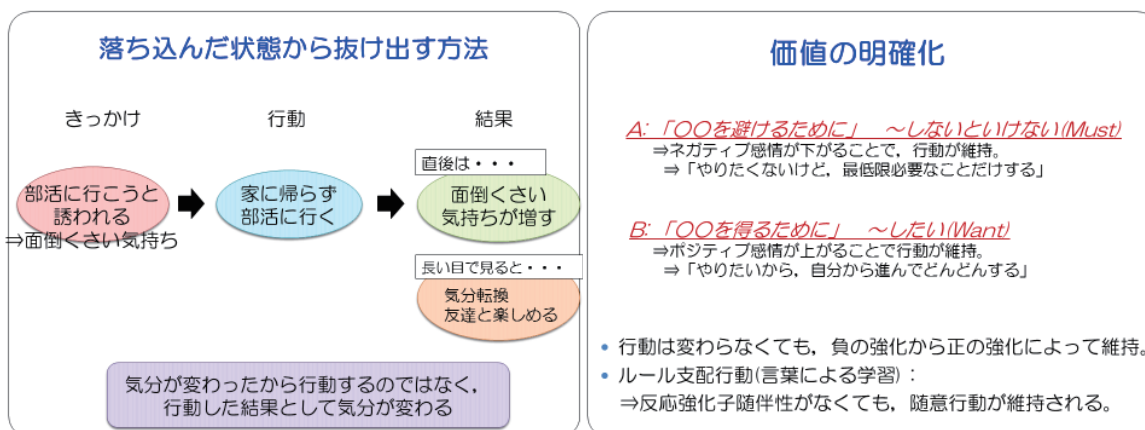 落ち込んだ状態から抜け出す方法
きっかけ
行動
結果
部活に行こうと
誘われる
⇒面倒くさい気持ち
家に帰らず
部活に行く
直後は・・・
面倒くさい
気持ちが増す
長い目で見ると・・・
気分転換
友達と楽しめる
気分が変わったから行動するのではなく，
行動した結果として気分が変わる
価値の明確化
A: 「〇〇を避けるために」　～しないといけない(Must)
⇒ネガティブ感情が下がることで，行動が維持。
⇒「やりたくないけど，最低限必要なことだけする」
B: 「〇〇を得るために」　～したい(Want)
⇒ポジティブ感情が上がることで行動が維持。
⇒「やりたいから，自分から進んでどんどんする」
• 行動は変わらなくても，負の強化から正の強化によって維持。
• ルール支配行動(言葉による学習)：
⇒反応強化子随伴性がなくても，随意行動が維持される。